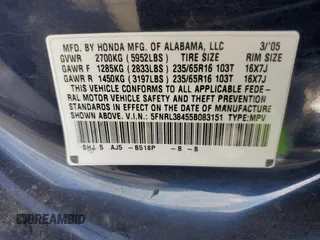 MFD. BY HONDA MFG. OF ALABAMA, LLC 3/'05
GVWR 2700KG (5952LBS) TIRE SIZE RIM SIZE
GAWR F 1285KG (2833LBS) 235/65R16 103T 16X7J
GAWR R 1450KG (3197LBS) 235/65R16 103T 16X7J
THIS VEHICLE CONFORMS TO ALL APPLICABLE FEDE-
RAL MOTOR VEHICLE SAFETY AND THEFT PREVENTION
STANDARDS IN EFFECT ON THE DATE OF MANUFACTURE
SHOWN ABOVE. V.I.N.: 5FNRL38455B083151 TYPE:MPV
SHJ 5 AJ5 -B518P -B -B
BIDFAMID